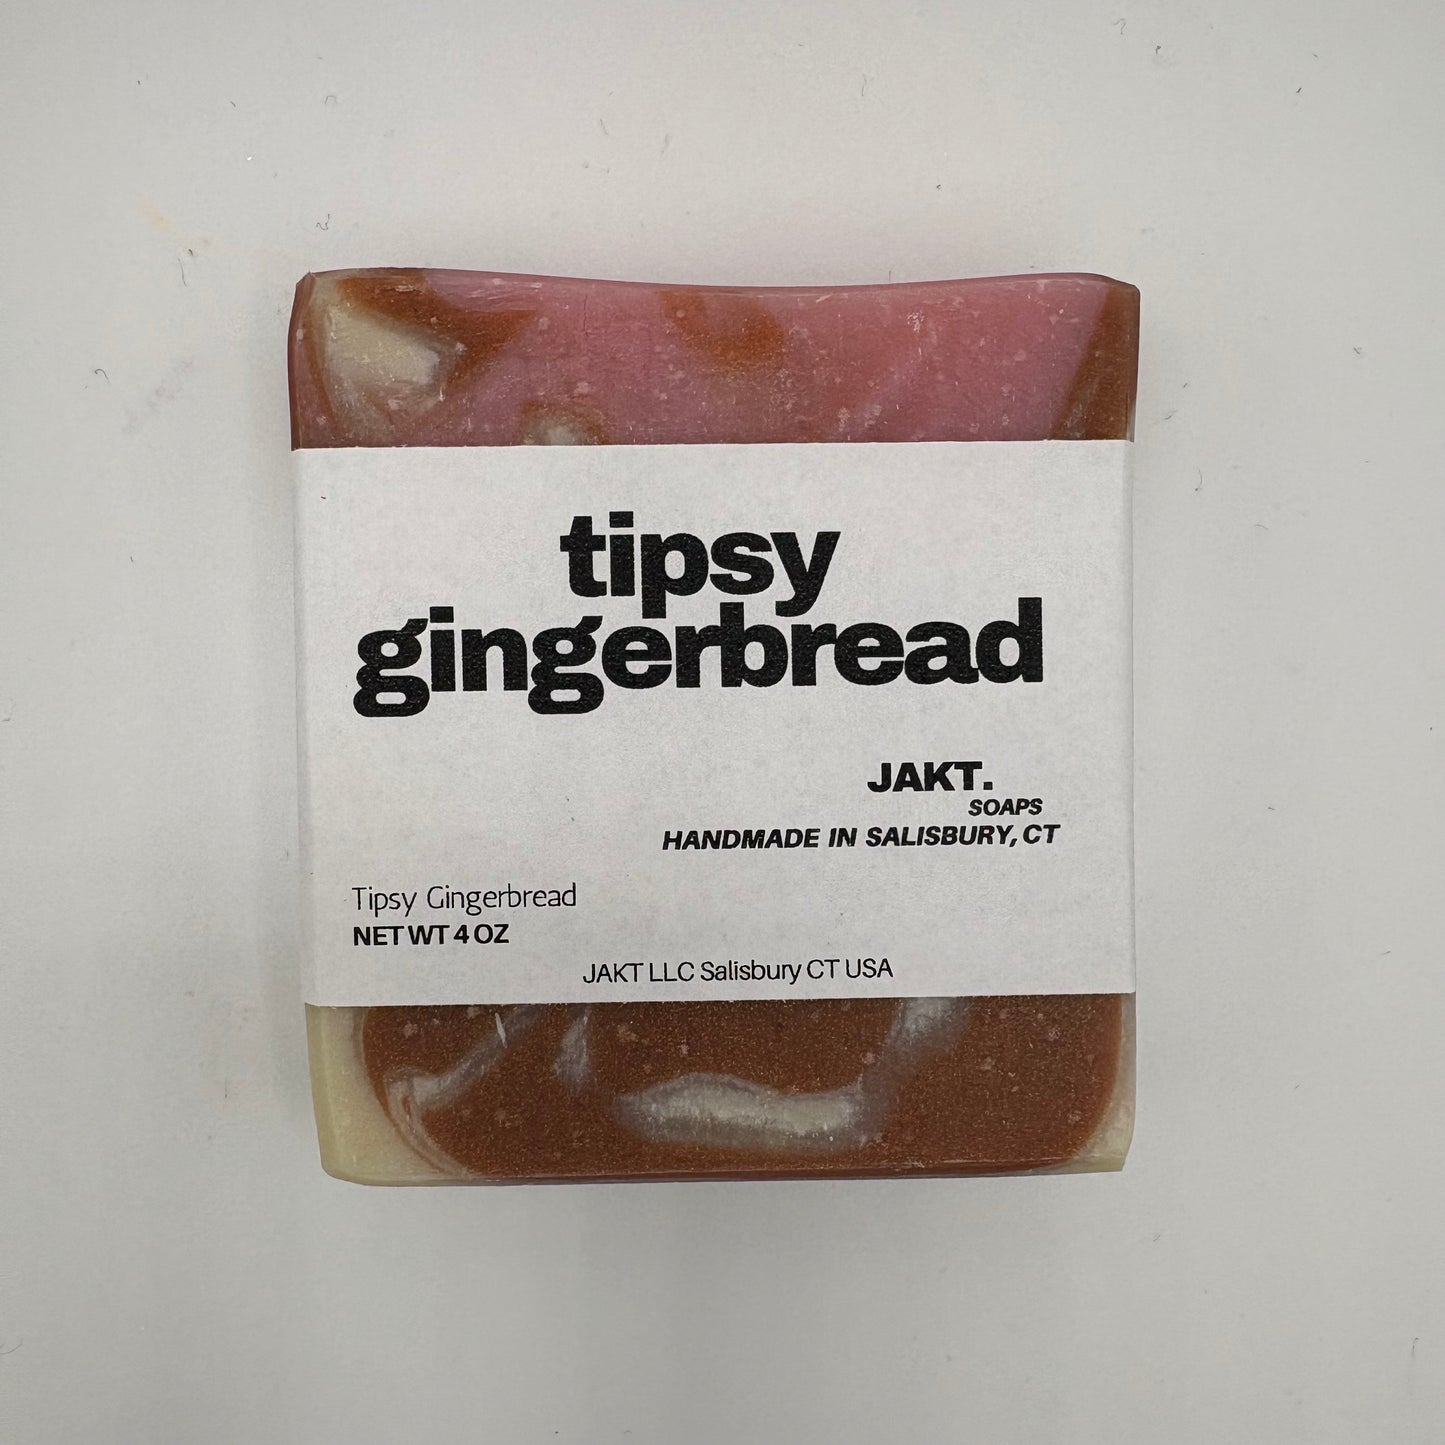 tipsy
gingerbread
JAKT.
SOAPS
HANDMADE IN SALISBURY, CT
Tipsy Gingerbread
NET WT 4 OZ
JAKT LLC Salisbury CT USA